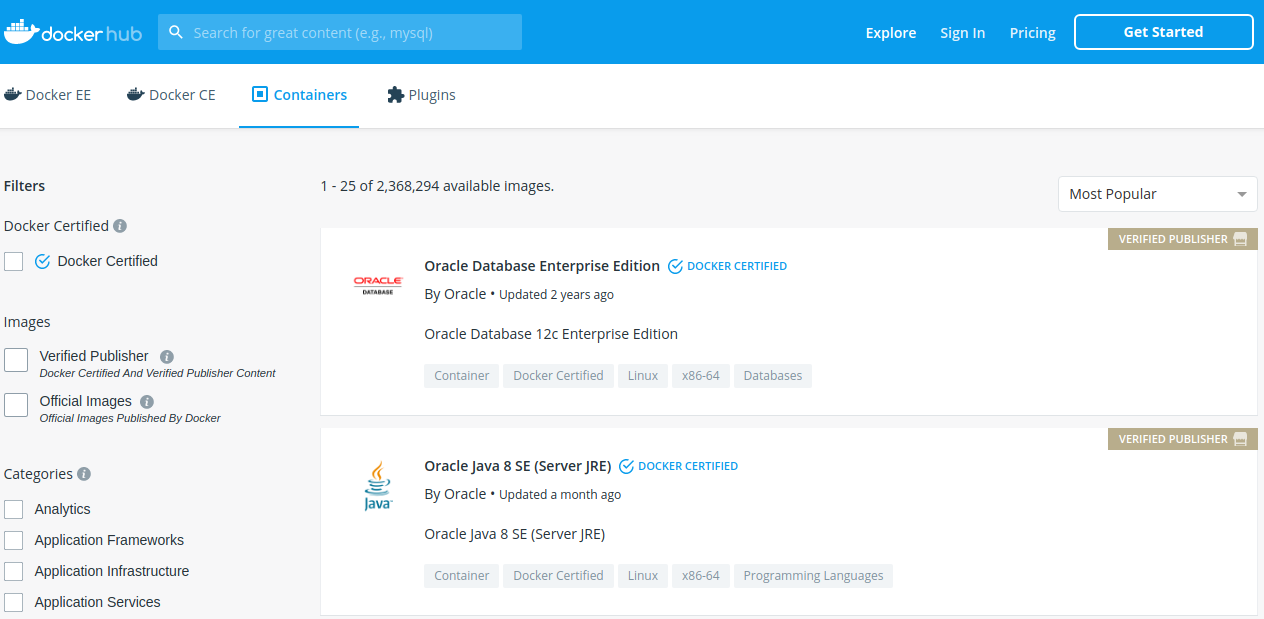 docker hub
Search for great content (e.g., mysql)
Explore
Sign In
Pricing
Get Started
Docker EE
Docker CE
Containers
Plugins
Filters
Docker Certified
Docker Certified
Images
Verified Publisher
Docker Certified And Verified Publisher Content
Official Images
Official Images Published By Docker
Categories
Analytics
Application Frameworks
Application Infrastructure
Application Services
1 - 25 of 2,368,294 available images.
Most Popular
VERIFIED PUBLISHER
ORACLE
DATABASE
Oracle Database Enterprise Edition DOCKER CERTIFIED
By Oracle • Updated 2 years ago
Oracle Database 12c Enterprise Edition
Container Docker Certified Linux x86-64 Databases
VERIFIED PUBLISHER
Java
Oracle Java 8 SE (Server JRE) DOCKER CERTIFIED
By Oracle • Updated a month ago
Oracle Java 8 SE (Server JRE)
Container Docker Certified Linux x86-64 Programming Languages